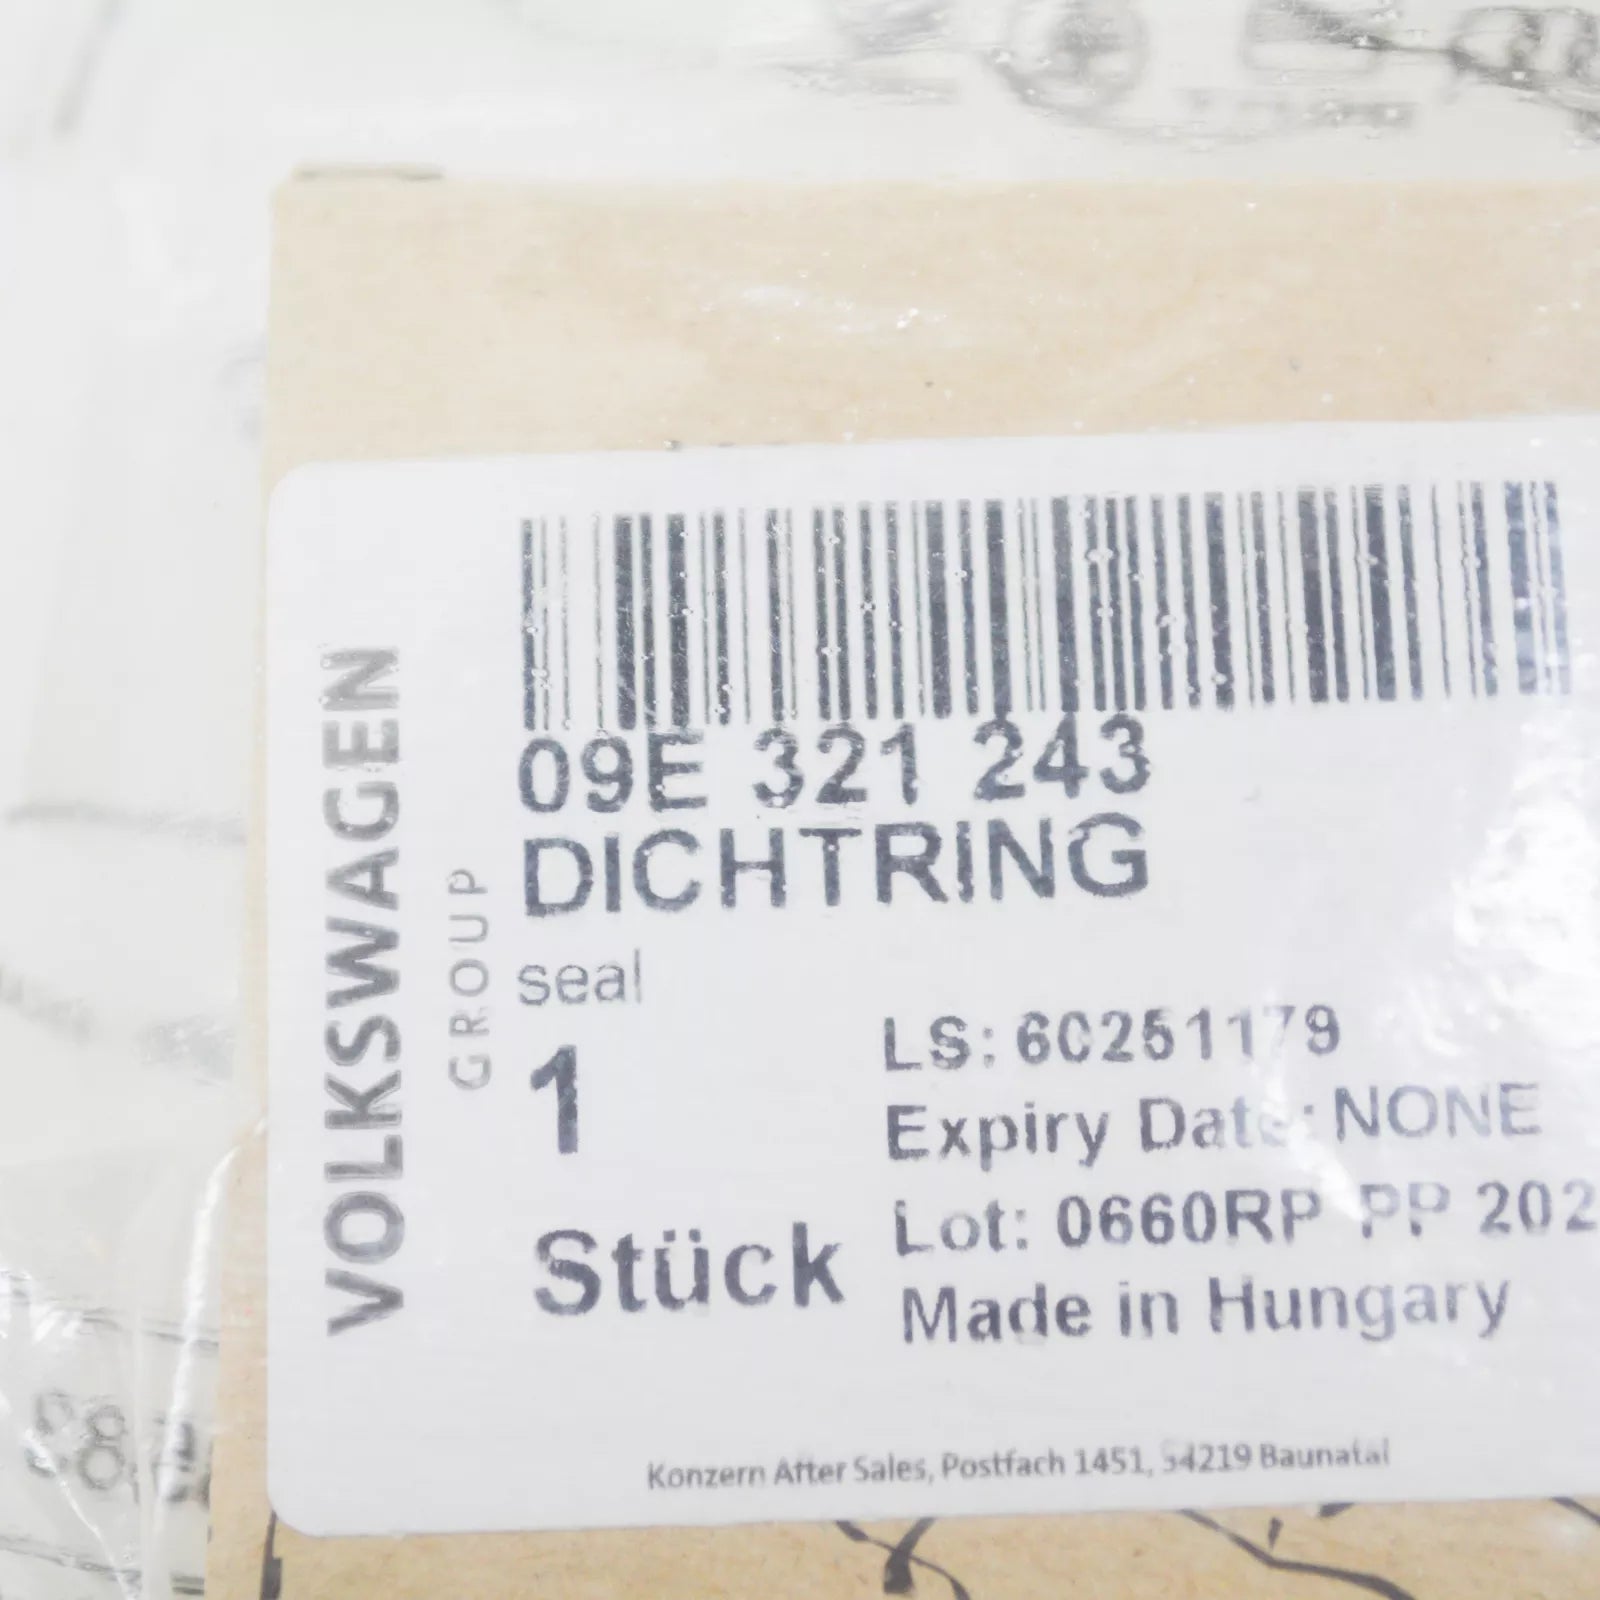 VOLKSWAGEN
GROUP
09E 321 243
DICHTRING
seal
1
Stück
LS: 60251179
Expiry Date: NONE
Lot: 0660RP PP 202
Made in Hungary
Konzern After Sales, Postfach 1451, 34219 Baunatal